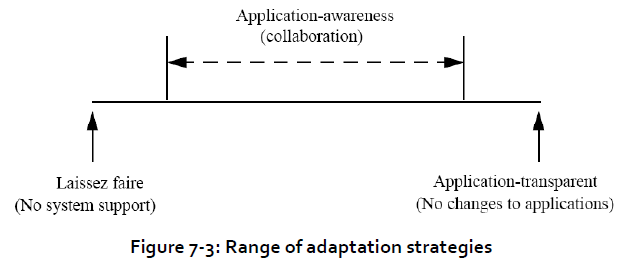 Application-awareness
(collaboration)
Laissez faire
(No system support)
Application-transparent
(No changes to applications)
Figure 7-3: Range of adaptation strategies